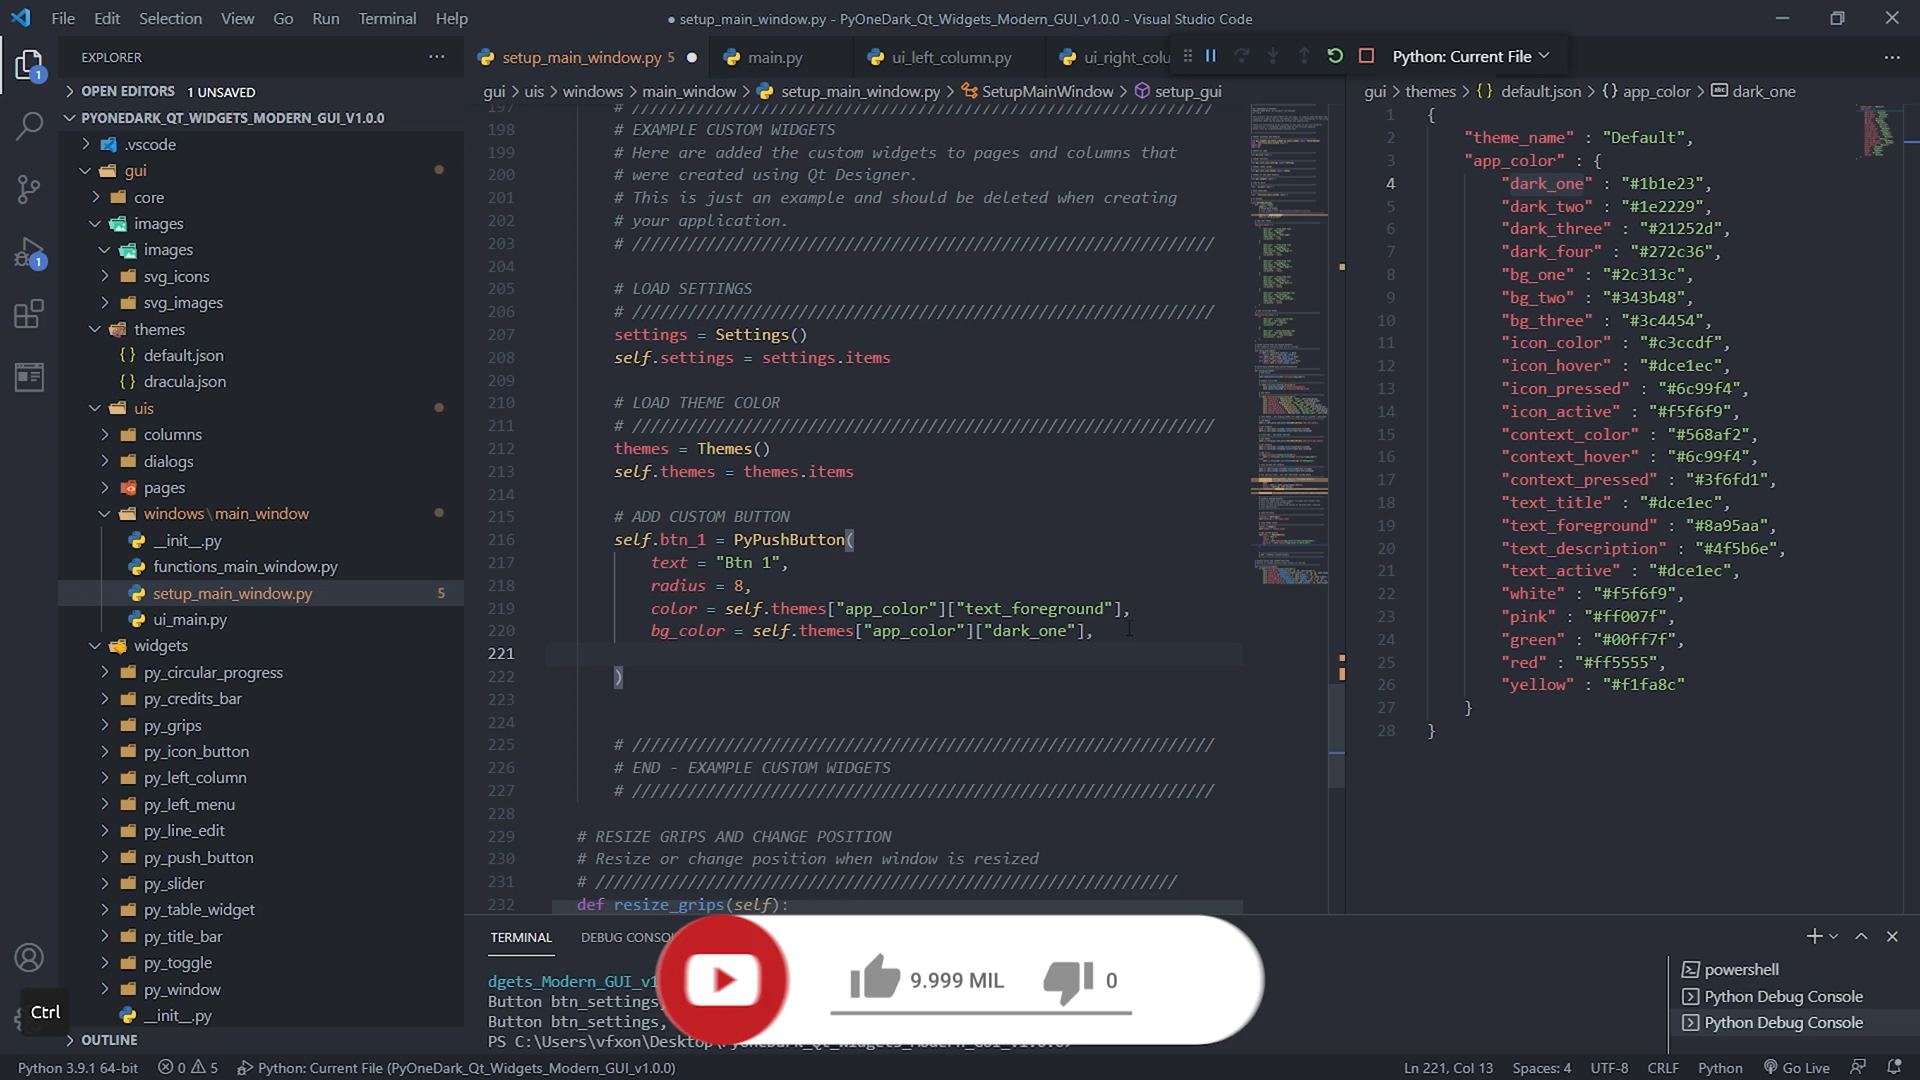 File Edit Selection View Go Run Terminal Help
● setup_main_window.py - PyOneDark_Qt_Widgets_Modern_GUI_v1.0.0 - Visual Studio Code
EXPLORER
OPEN EDITORS 1 UNSAVED
PYONEDARK_QT_WIDGETS_MODERN_GUI_V1.0.0
.vscode
gui
core
images
images
svg_icons
svg_images
themes
{} default.json
{} dracula.json
uis
columns
dialogs
pages
windows\main_window
__init__.py
functions_main_window.py
setup_main_window.py 5
ui_main.py
widgets
py_circular_progress
py_credits_bar
py_grips
py_icon_button
py_left_column
py_left_menu
py_line_edit
py_push_button
py_slider
py_table_widget
py_title_bar
py_toggle
py_window
__init__.py
OUTLINE
1
1
Ctrl
setup_main_window.py 5 ● main.py ui_left_column.py ui_right_colu
Python: Current File
gui > uis > windows > main_window > setup_main_window.py > SetupMainWindow > setup_gui
197 # ///////////////////////////////////////////////////////////////
198 # EXAMPLE CUSTOM WIDGETS
199 # Here are added the custom widgets to pages and columns that
200 # were created using Qt Designer.
201 # This is just an example and should be deleted when creating
202 # your application.
203 # ///////////////////////////////////////////////////////////////
204
205 # LOAD SETTINGS
206 # ///////////////////////////////////////////////////////////////
207 settings = Settings()
208 self.settings = settings.items
209
210 # LOAD THEME COLOR
211 # ///////////////////////////////////////////////////////////////
212 themes = Themes()
213 self.themes = themes.items
214
215 # ADD CUSTOM BUTTON
216 self.btn_1 = PyPushButton(
217 text = "Btn 1",
218 radius = 8,
219 color = self.themes["app_color"]["text_foreground"],
220 bg_color = self.themes["app_color"]["dark_one"],
221
222 )
223
224
225 # ///////////////////////////////////////////////////////////////
226 # END - EXAMPLE CUSTOM WIDGETS
227 # ///////////////////////////////////////////////////////////////
228
229 # RESIZE GRIPS AND CHANGE POSITION
230 # Resize or change position when window is resized
231 # ///////////////////////////////////////////////////////////////
232 def resize_grips(self):
gui > themes > {} default.json > {} app_color > dark_one
1 {
2 "theme_name" : "Default",
3 "app_color" : {
4 "dark_one" : "#1b1e23",
5 "dark_two" : "#1e2229",
6 "dark_three" : "#21252d",
7 "dark_four" : "#272c36",
8 "bg_one" : "#2c313c",
9 "bg_two" : "#343b48",
10 "bg_three" : "#3c4454",
11 "icon_color" : "#c3ccdf",
12 "icon_hover" : "#dce1ec",
13 "icon_pressed" : "#6c99f4",
14 "icon_active" : "#f5f6f9",
15 "context_color" : "#568af2",
16 "context_hover" : "#6c99f4",
17 "context_pressed" : "#3f6fd1",
18 "text_title" : "#dce1ec",
19 "text_foreground" : "#8a95aa",
20 "text_description" : "#4f5b6e",
21 "text_active" : "#dce1ec",
22 "white" : "#f5f6f9",
23 "pink" : "#ff007f",
24 "green" : "#00ff7f",
25 "red" : "#ff5555",
26 "yellow" : "#f1fa8c"
27 }
28 }
TERMINAL DEBUG CONSO
dgets_Modern_GUI_v1
Button btn_settings,
Button btn_settings,
PS C:\Users\vfxon\Desktop\
9.999 MIL 0
powershell
Python Debug Console
Python Debug Console
Python 3.9.1 64-bit 0 5 Python: Current File (PyOneDark_Qt_Widgets_Modern_GUI_v1.0.0)
Ln 221, Col 13 Spaces: 4 UTF-8 CRLF Python Go Live